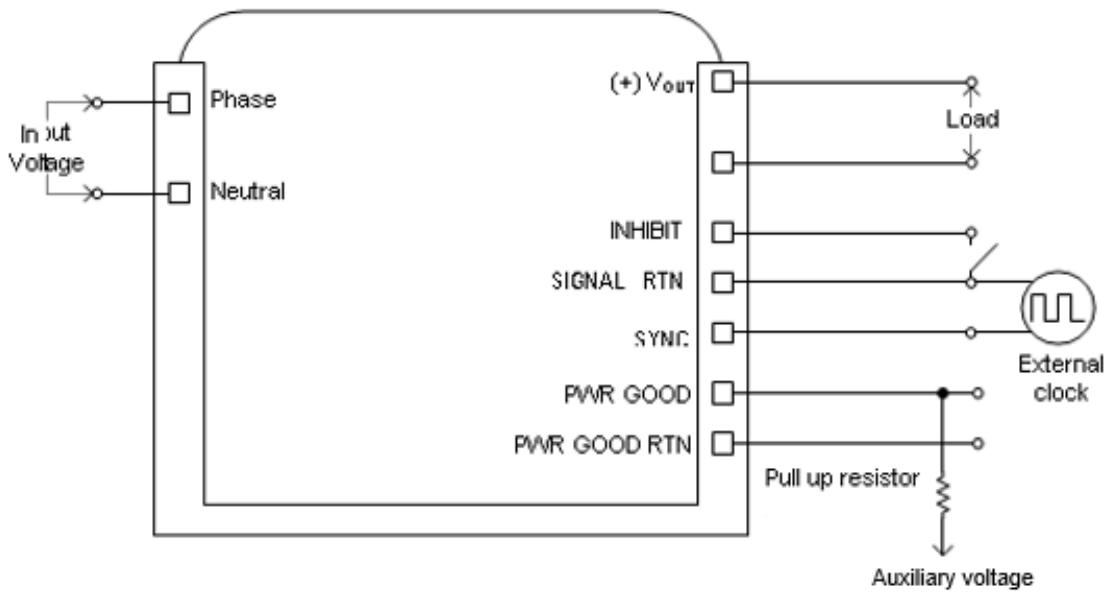 (+) VOUT
Phase
Load
Input
Voltage
Neutral
INHIBIT
SIGNAL RTN
SYNC
External
clock
PWR GOOD
PWR GOOD RTN
Pull up resistor
Auxiliary voltage